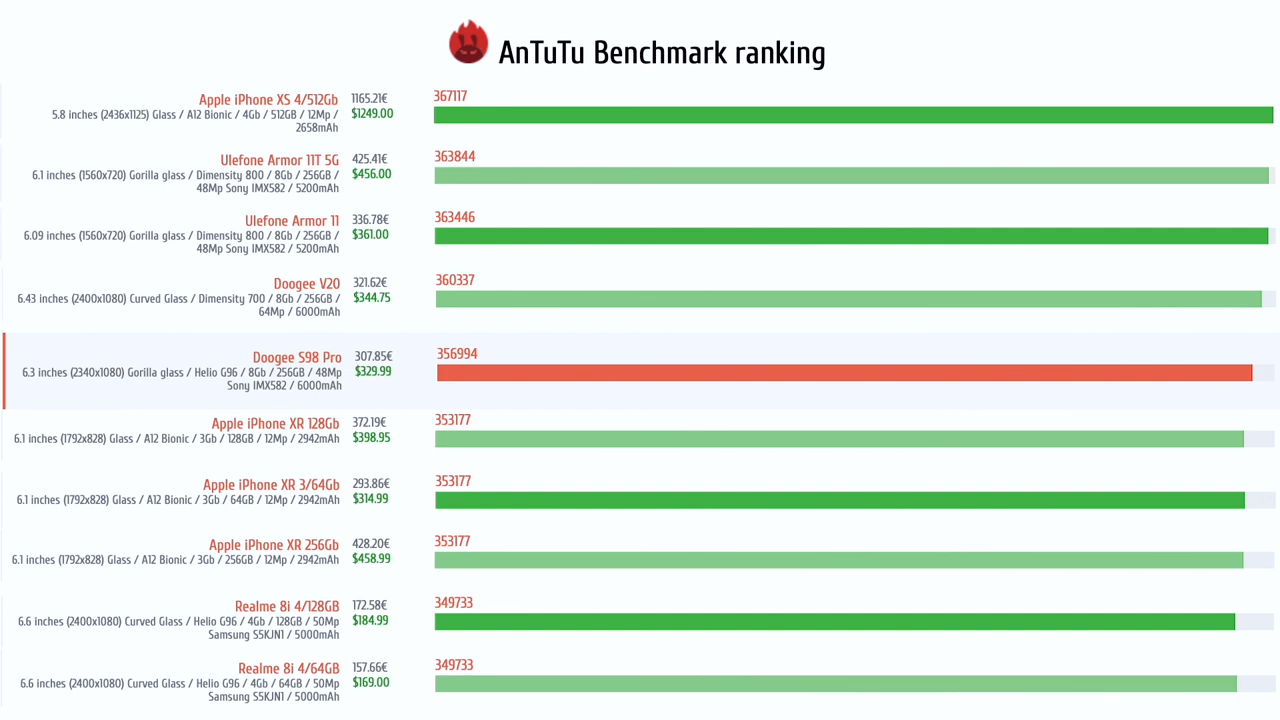 AnTuTu Benchmark ranking
Apple iPhone XS 4/512Gb 1165.21€ 367117
5.8 inches (2436x1125) Glass / A12 Bionic / 4Gb / 512GB / 12Mp / $1249.00
2658mAh
Ulefone Armor 11T 5G 425.41€ 363844
6.1 inches (1560x720) Gorilla glass / Dimensity 800 / 8Gb / 256GB / $456.00
48Mp Sony IMX582 / 5200mAh
Ulefone Armor 11 336.78€ 363446
6.09 inches (1560x720) Gorilla glass / Dimensity 800 / 8Gb / 256GB / $361.00
48Mp Sony IMX582 / 5200mAh
Doogee V20 321.62€ 360337
6.43 inches (2400x1080) Curved Glass / Dimensity 700 / 8Gb / 256GB / $344.75
64Mp / 6000mAh
Doogee S98 Pro 307.85€ 356994
6.3 inches (2340x1080) Gorilla glass / Helio G96 / 8Gb / 256GB / 48Mp $329.99
Sony IMX582 / 6000mAh
Apple iPhone XR 128Gb 372.19€ 353177
6.1 inches (1792x828) Glass / A12 Bionic / 3Gb / 128GB / 12Mp / 2942mAh $398.95
Apple iPhone XR 3/64Gb 293.86€ 353177
6.1 inches (1792x828) Glass / A12 Bionic / 3Gb / 64GB / 12Mp / 2942mAh $314.99
Apple iPhone XR 256Gb 428.20€ 353177
6.1 inches (1792x828) Glass / A12 Bionic / 3Gb / 256GB / 12Mp / 2942mAh $458.99
Realme 8i 4/128GB 172.58€ 349733
6.6 inches (2400x1080) Curved Glass / Helio G96 / 4Gb / 128GB / 50Mp $184.99
Samsung S5KJN1 / 5000mAh
Realme 8i 4/64GB 157.66€ 349733
6.6 inches (2400x1080) Curved Glass / Helio G96 / 4Gb / 64GB / 50Mp $169.00
Samsung S5KJN1 / 5000mAh